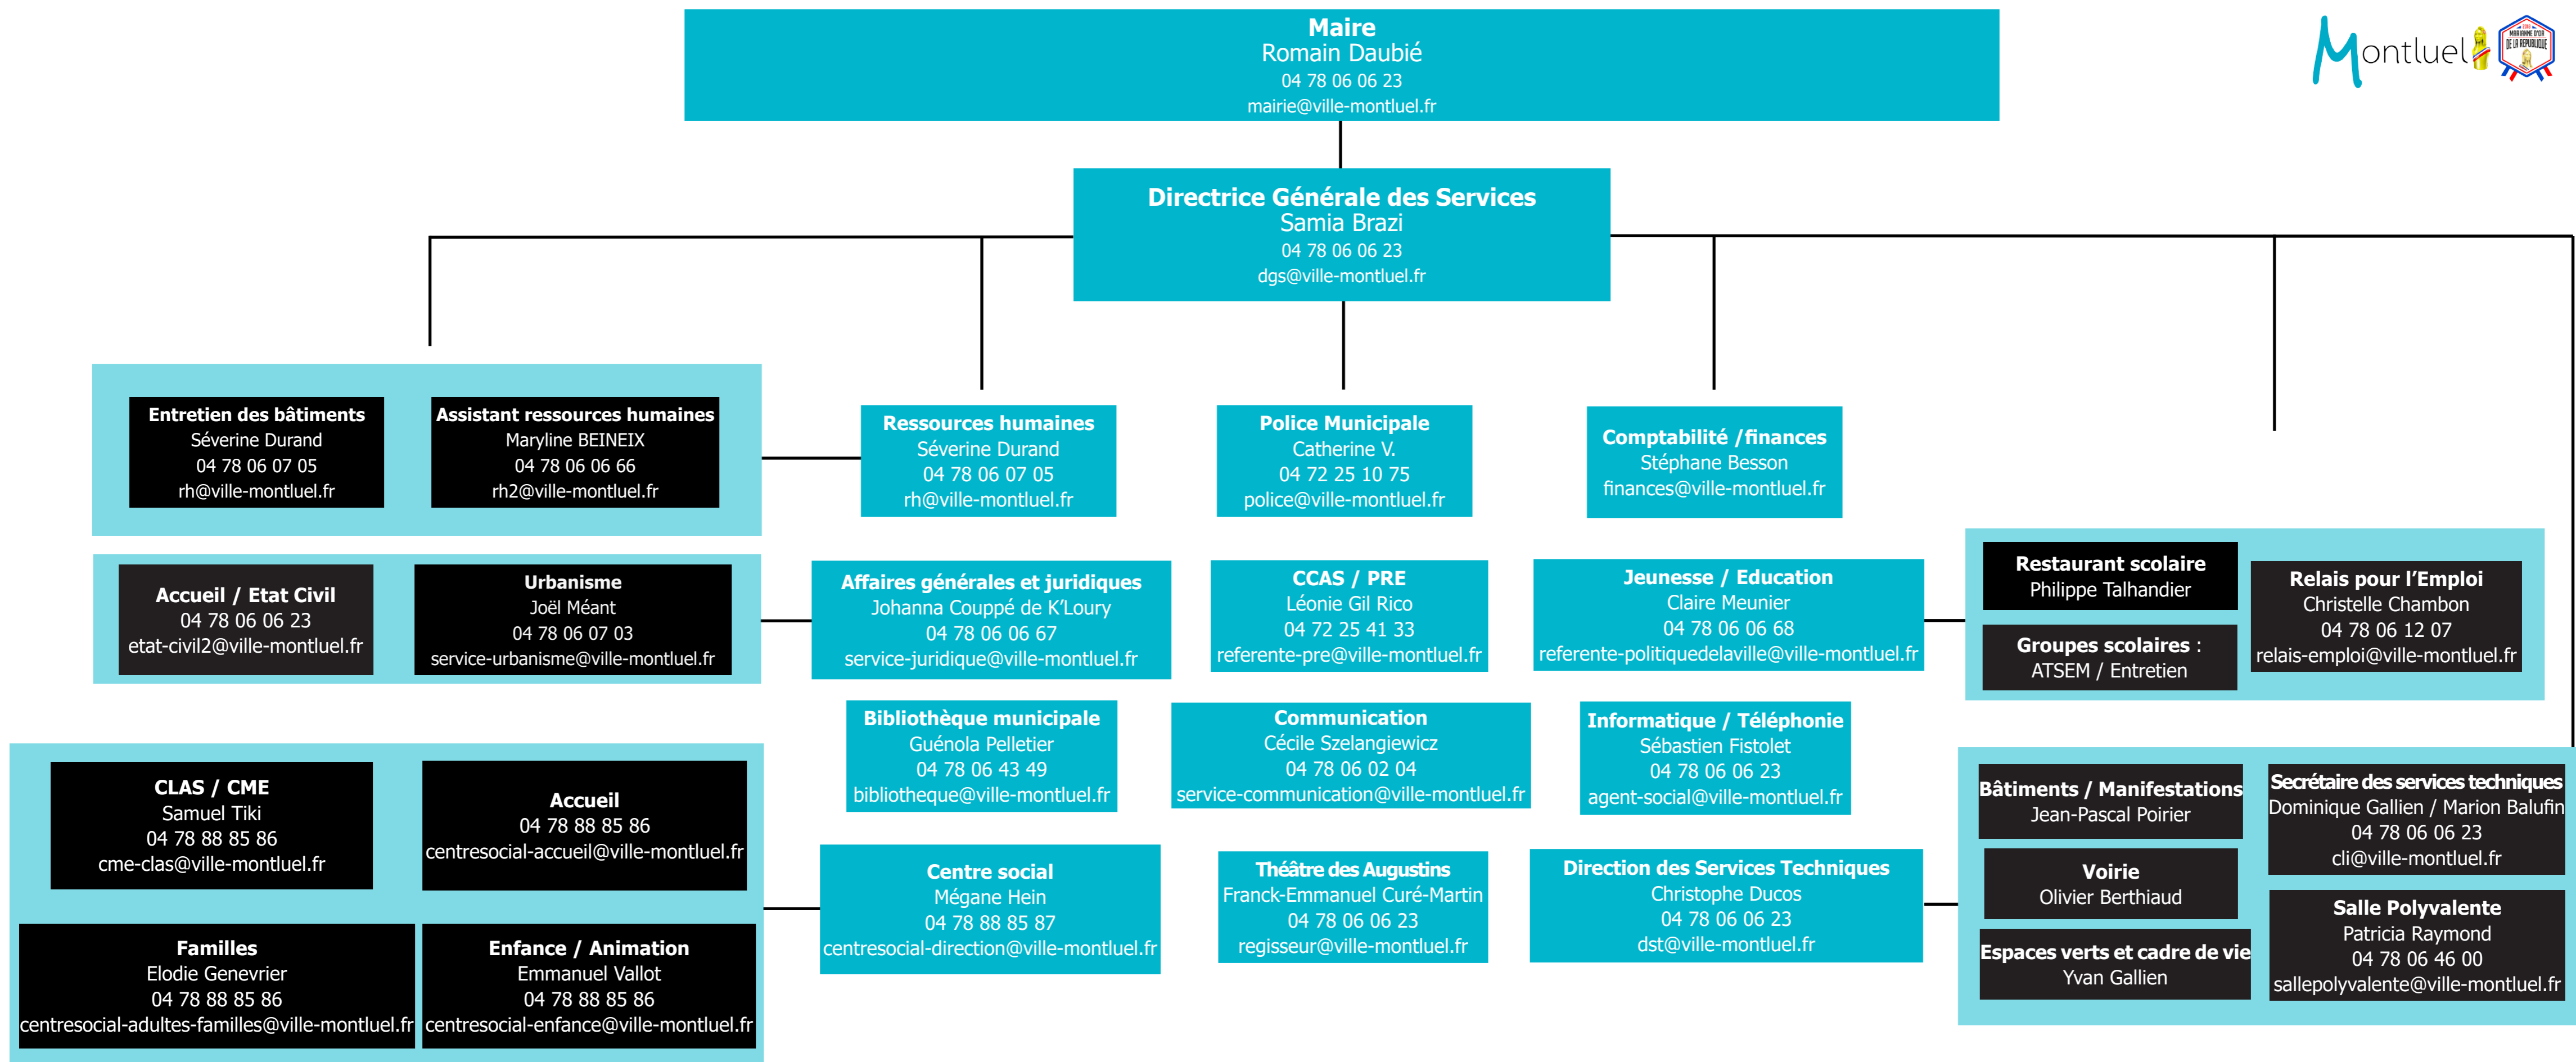 Maire
Romain Daubié
04 78 06 06 23
mairie@ville-montluel.fr
Montluel
MARIANNE D'OR
DE LA REPUBLIQUE
Directrice Générale des Services
Samia Brazi
04 78 06 06 23
dgs@ville-montluel.fr
Entretien des bâtiments
Séverine Durand
04 78 06 07 05
rh@ville-montluel.fr
Assistant ressources humaines
Maryline BEINEIX
04 78 06 06 66
rh2@ville-montluel.fr
Ressources humaines
Séverine Durand
04 78 06 07 05
rh@ville-montluel.fr
Police Municipale
Catherine V.
04 72 25 10 75
police@ville-montluel.fr
Comptabilité /finances
Stéphane Besson
finances@ville-montluel.fr
Accueil / Etat Civil
04 78 06 06 23
etat-civil2@ville-montluel.fr
Urbanisme
Joël Méant
04 78 06 07 03
service-urbanisme@ville-montluel.fr
Affaires générales et juridiques
Johanna Couppé de K'Loury
04 78 06 06 67
service-juridique@ville-montluel.fr
CCAS / PRE
Léonie Gil Rico
04 72 25 41 33
referente-pre@ville-montluel.fr
Jeunesse / Education
Claire Meunier
04 78 06 06 68
referente-politiquedelaville@ville-montluel.fr
Restaurant scolaire
Philippe Talhandier
Groupes scolaires :
ATSEM / Entretien
Relais pour l'Emploi
Christelle Chambon
04 78 06 12 07
relais-emploi@ville-montluel.fr
Bibliothèque municipale
Guénola Pelletier
04 78 06 43 49
bibliotheque@ville-montluel.fr
Communication
Cécile Szelangiewicz
04 78 06 02 04
service-communication@ville-montluel.fr
Informatique / Téléphonie
Sébastien Fistolet
04 78 06 06 23
agent-social@ville-montluel.fr
CLAS / CME
Samuel Tiki
04 78 88 85 86
cme-clas@ville-montluel.fr
Accueil
04 78 88 85 86
centresocial-accueil@ville-montluel.fr
Familles
Elodie Genevrier
04 78 88 85 86
centresocial-adultes-familles@ville-montluel.fr
Enfance / Animation
Emmanuel Vallot
04 78 88 85 86
centresocial-enfance@ville-montluel.fr
Centre social
Mégane Hein
04 78 88 85 87
centresocial-direction@ville-montluel.fr
Théâtre des Augustins
Franck-Emmanuel Curé-Martin
04 78 06 06 23
regisseur@ville-montluel.fr
Direction des Services Techniques
Christophe Ducos
04 78 06 06 23
dst@ville-montluel.fr
Bâtiments / Manifestations
Jean-Pascal Poirier
Voirie
Olivier Berthiaud
Espaces verts et cadre de vie
Yvan Gallien
Secrétaire des services techniques
Dominique Gallien / Marion Balufin
04 78 06 06 23
cli@ville-montluel.fr
Salle Polyvalente
Patricia Raymond
04 78 06 46 00
sallepolyvalente@ville-montluel.fr